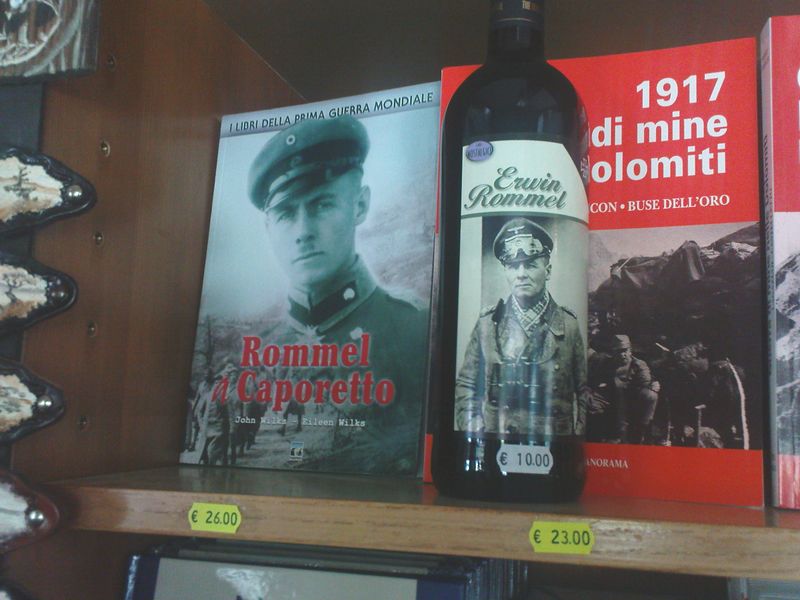 I LIBRI DELLA PRIMA GUERRA MONDIALE
Rommel
a Caporetto
John Wilks - Eileen Wilks
€ 26.00
NOSTALGICI
Erwin
Rommel
€ 10.00
1917
di mine
olomiti
CON • BUSE DELL'ORO
ANORAMA
€ 23.00